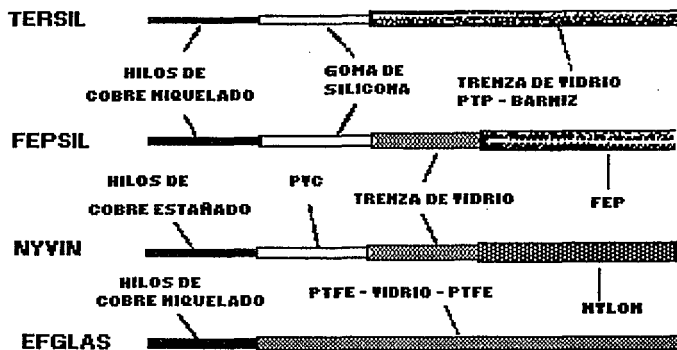 TERSIL
HILOS DE
COBRE NIQUELADO
GOMA DE
SILICONA
TRENZA DE VIDRIO
PTP - BARNIZ
FEPSIL
HILOS DE
COBRE ESTAÑADO
PVC
TRENZA DE VIDRIO
FEP
NYVIN
HILOS DE
COBRE NIQUELADO
PTFE - VIDRIO - PTFE
NYLON
EFGLAS